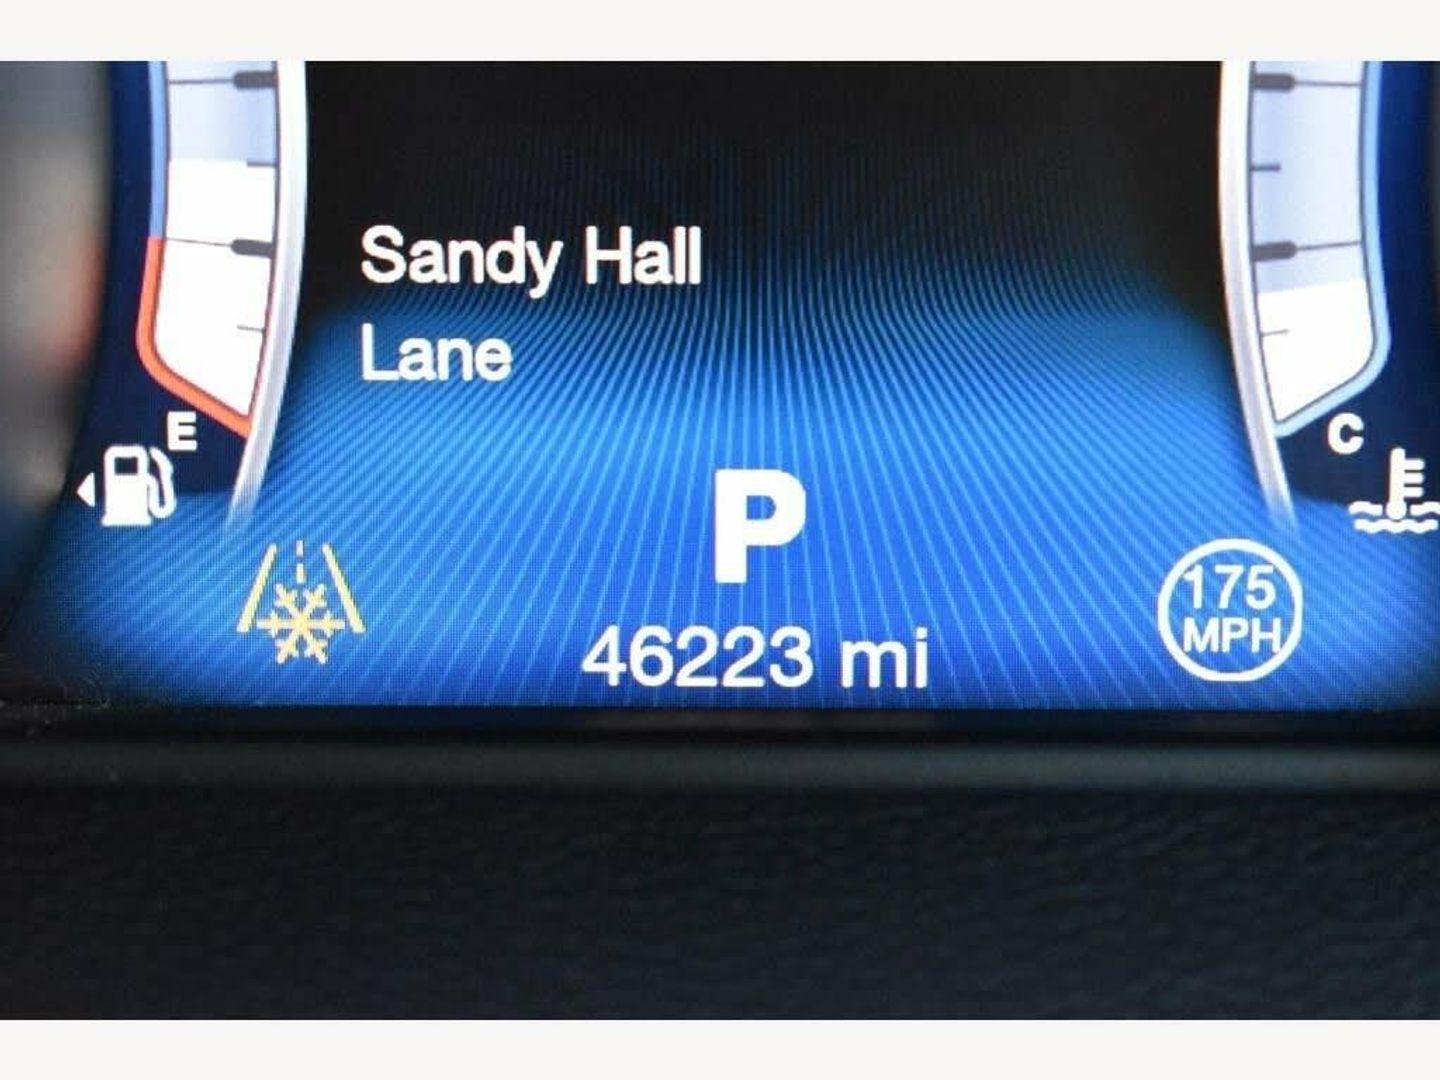 Sandy Hall
Lane
E
C
P
175
MPH
46223 mi